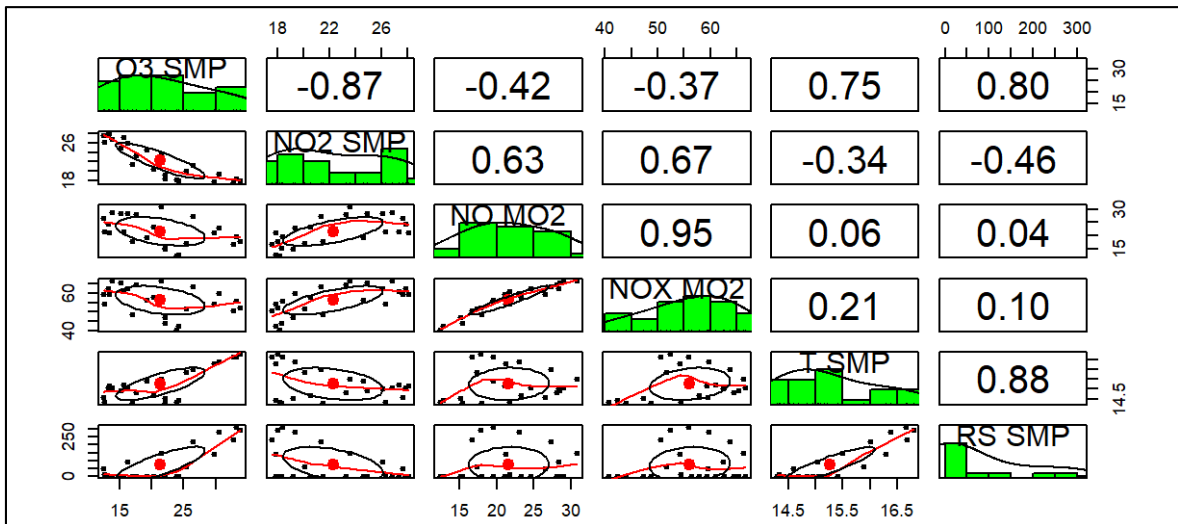 18 22 26 40 50 60 0 100 200 300
O3 SMP -0.87 -0.42 -0.37 0.75 0.80 15 30
18 26 NO2 SMP 0.63 0.67 -0.34 -0.46
NO MO2 0.95 0.06 0.04 15 30
40 60 NOX MO2 0.21 0.10
T SMP 0.88 14.5
0 250 RS SMP
15 25 15 20 25 30 14.5 15.5 16.5